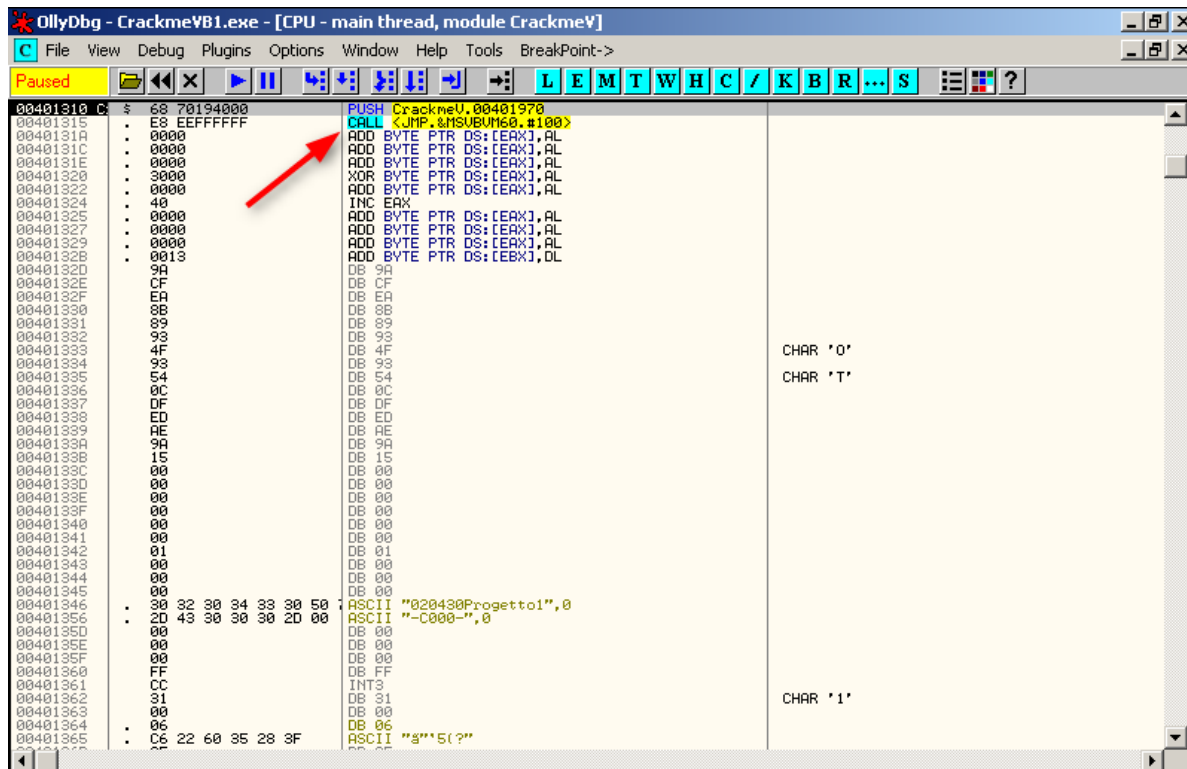 OllyDbg - CrackmeVB1.exe - [CPU - main thread, module CrackmeV]
C File View Debug Plugins Options Window Help Tools BreakPoint->
Paused L E M T W H C / K B R ... S ?
00401310 C $ 68 70194000 PUSH CrackmeV.00401970
00401315 . E8 EEFFFFFF CALL <JMP.&MSVBVM60.#100>
0040131A . 0000 ADD BYTE PTR DS:[EAX],AL
0040131C . 0000 ADD BYTE PTR DS:[EAX],AL
0040131E . 0000 ADD BYTE PTR DS:[EAX],AL
00401320 . 3000 XOR BYTE PTR DS:[EAX],AL
00401322 . 0000 ADD BYTE PTR DS:[EAX],AL
00401324 . 40 INC EAX
00401325 . 0000 ADD BYTE PTR DS:[EAX],AL
00401327 . 0000 ADD BYTE PTR DS:[EAX],AL
00401329 . 0000 ADD BYTE PTR DS:[EAX],AL
0040132B . 0013 ADD BYTE PTR DS:[EBX],DL
0040132D 9A DB 9A
0040132E CF DB CF
0040132F EA DB EA
00401330 8B DB 8B
00401331 89 DB 89
00401332 93 DB 93
00401333 4F DB 4F CHAR 'O'
00401334 93 DB 93
00401335 54 DB 54 CHAR 'T'
00401336 0C DB 0C
00401337 DF DB DF
00401338 ED DB ED
00401339 AE DB AE
0040133A 9A DB 9A
0040133B 15 DB 15
0040133C 00 DB 00
0040133D 00 DB 00
0040133E 00 DB 00
0040133F 00 DB 00
00401340 00 DB 00
00401341 00 DB 00
00401342 01 DB 01
00401343 00 DB 00
00401344 00 DB 00
00401345 00 DB 00
00401346 . 30 32 30 34 33 30 50 ASCII "020430Progetto1",0
00401356 . 2D 43 30 30 30 2D 00 ASCII "-C000-",0
0040135D 00 DB 00
0040135E 00 DB 00
0040135F 00 DB 00
00401360 FF DB FF
00401361 CC INT3
00401362 31 DB 31 CHAR '1'
00401363 00 DB 00
00401364 . 06 DB 06
00401365 . C6 22 60 35 28 3F ASCII